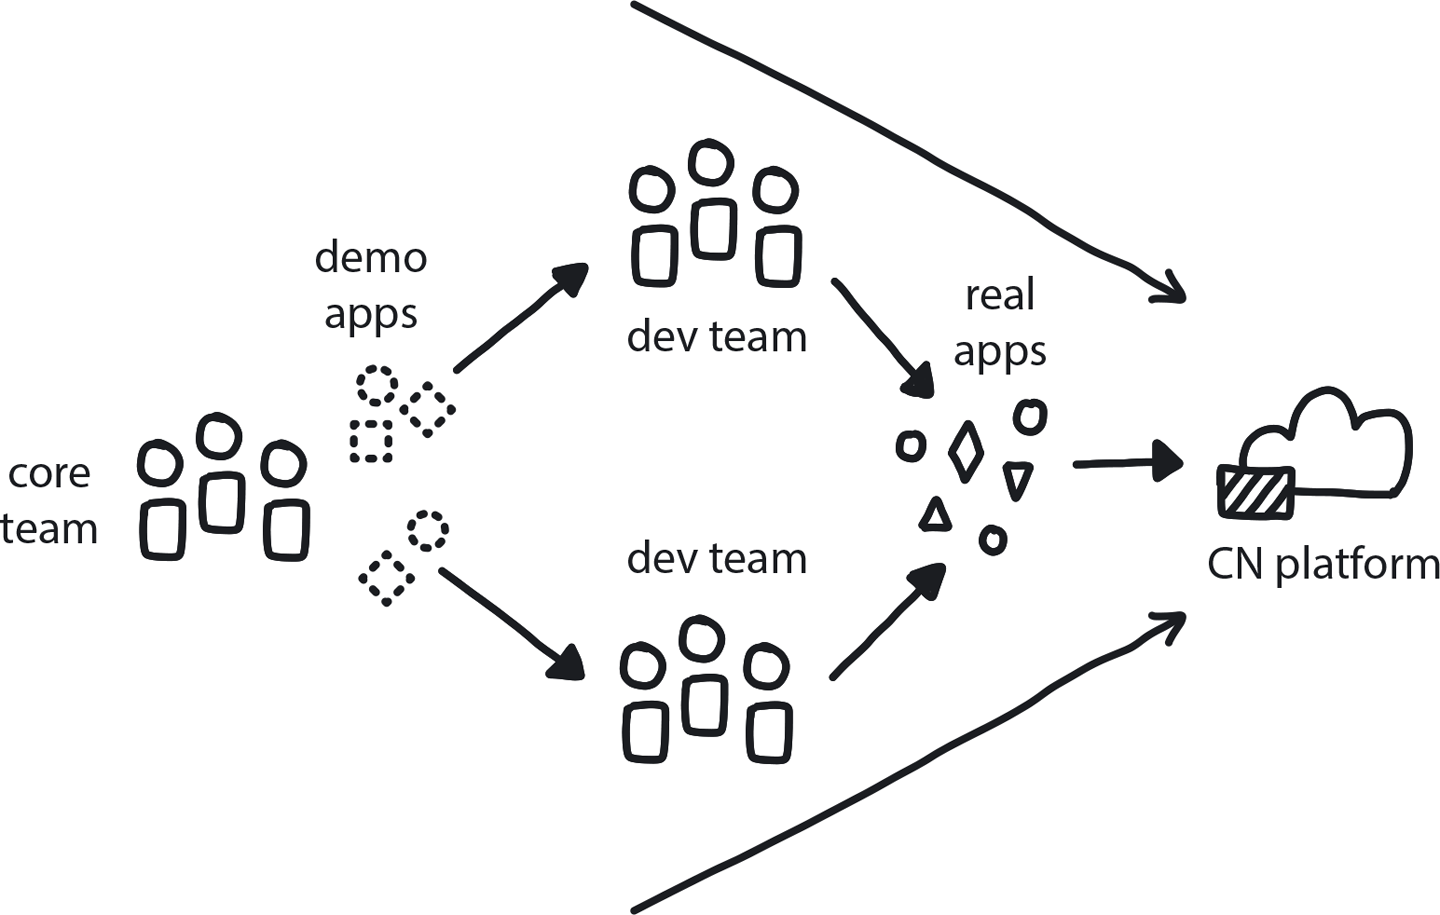 demo
apps
dev team
real
apps
core
team
dev team
CN platform